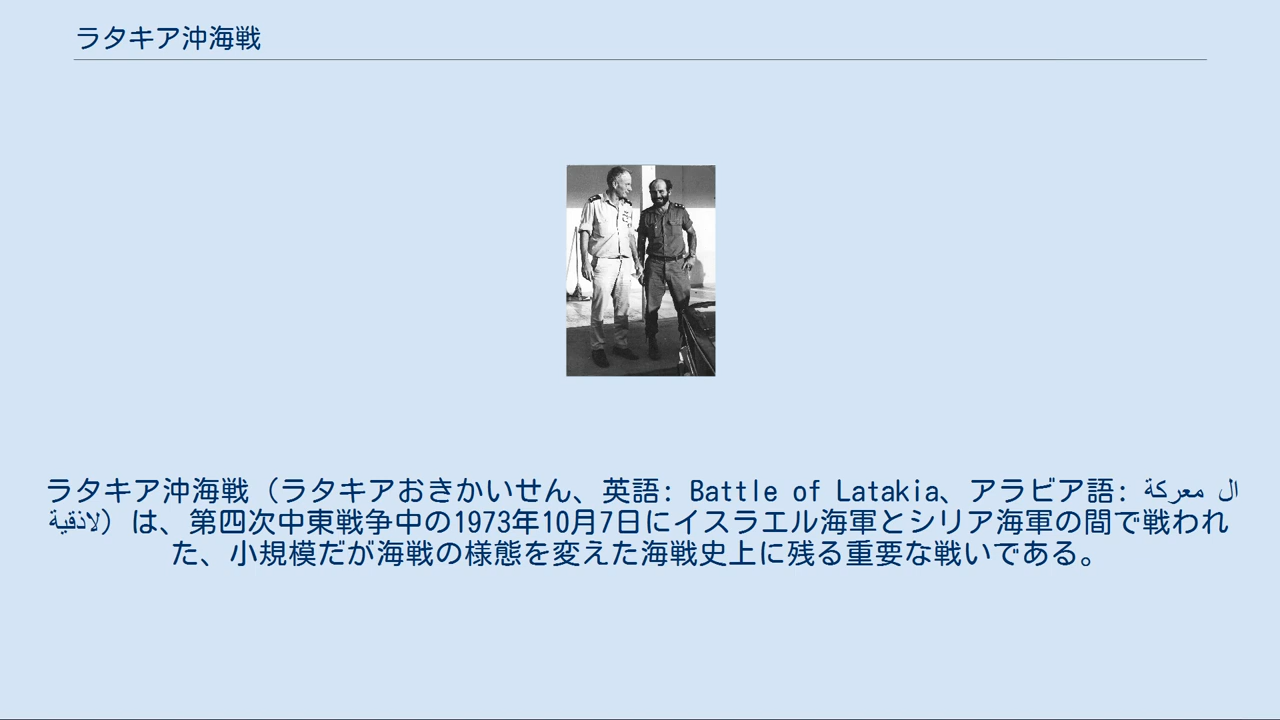 ラタキア沖海戦
ラタキア沖海戦（ラタキアおきかいせん、英語: Battle of Latakia、アラビア語: معركة ال
لاذقية）は、第四次中東戦争中の1973年10月7日にイスラエル海軍とシリア海軍の間で戦われ
た、小規模だが海戦の様態を変えた海戦史上に残る重要な戦いである。